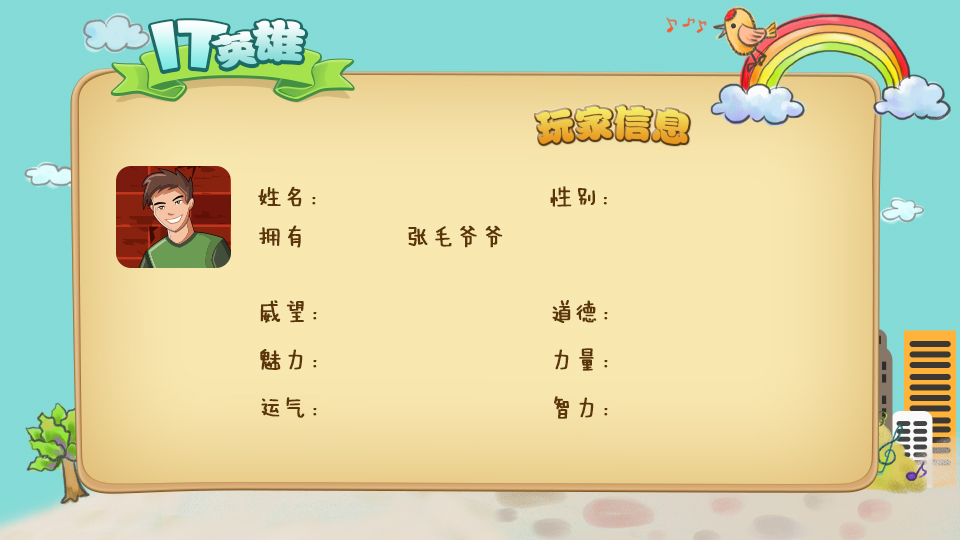 IT英雄
玩家信息
姓名： 性别：
拥有 张毛爷爷
威望： 道德：
魅力： 力量：
运气： 智力：